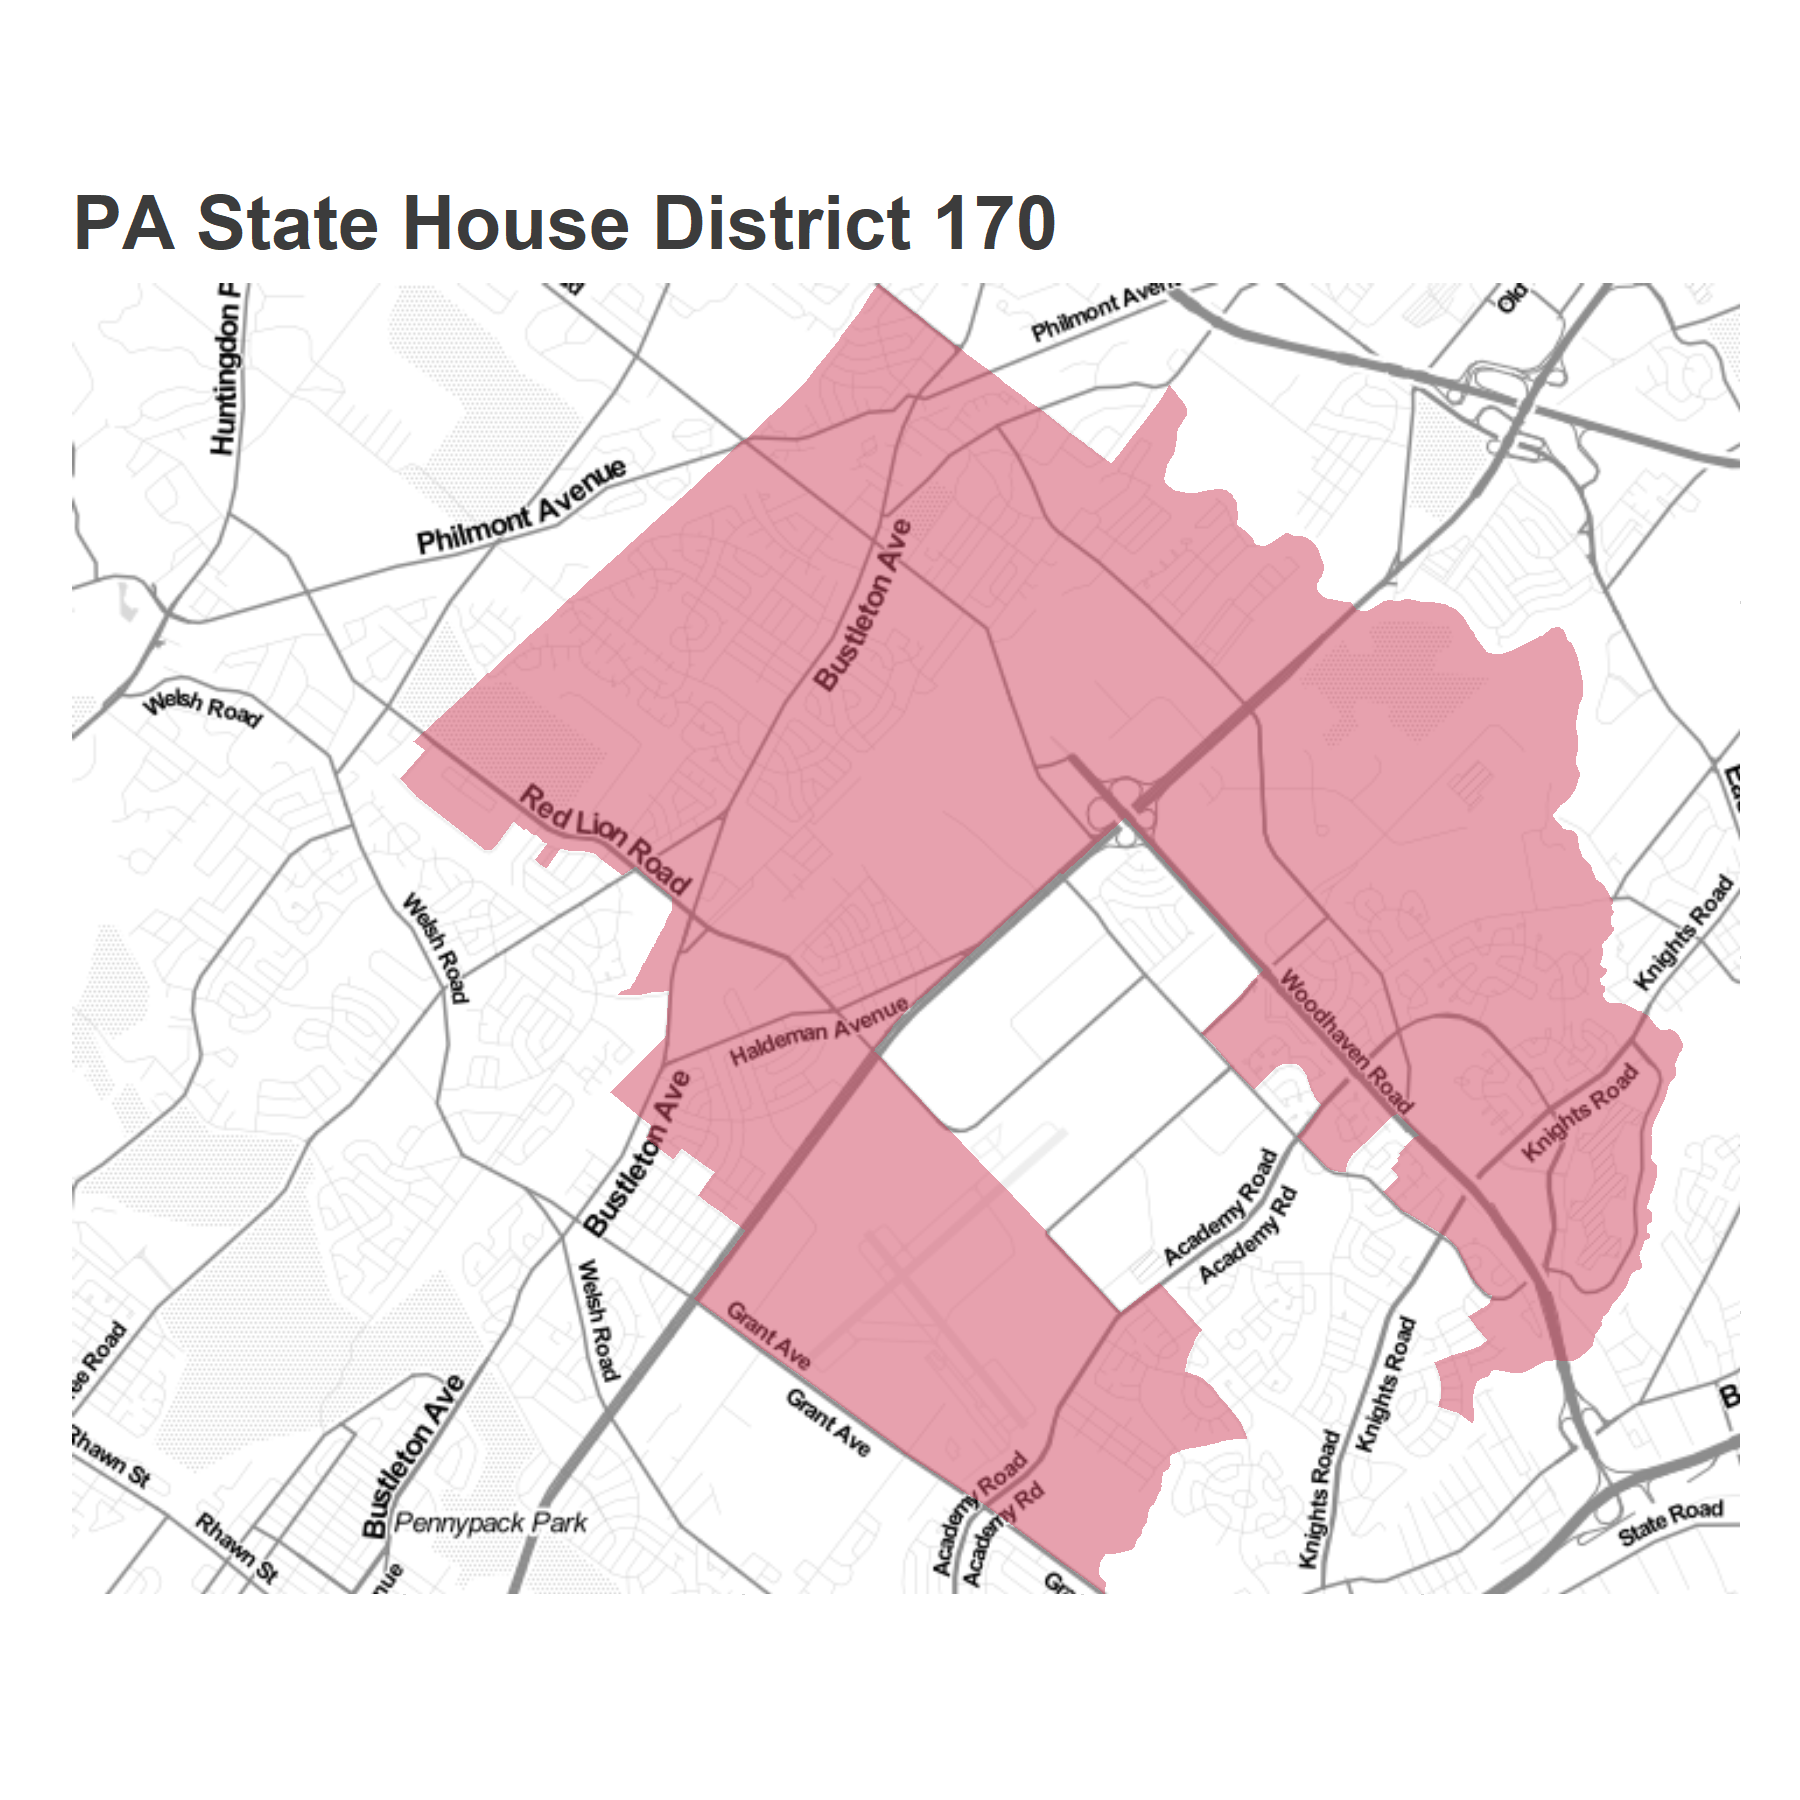 PA State House District 170
Philmont Aven
Old
Huntingdon
Philmont Avenue
Bustleton Ave
Welsh Road
Red Lion Road
Knights Road
Welsh Road
Woodhaven Road
Haldeman Avenue
Knights Road
Bustleton Ave
Academy Road
Academy Rd
Welsh Road
Grant Ave
Knights Road
ee Road
Grant Ave
Bustleton Ave
Rhawn St
Knights Road
Academy Road
Academy Rd
Pennypack Park
State Road
Rhawn St
nue